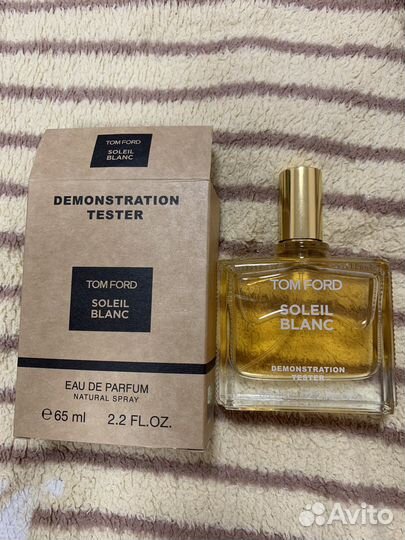 TOM FORD
SOLEIL
BLANC
DEMONSTRATION
TESTER
TOM FORD
SOLEIL
BLANC
EAU DE PARFUM
NATURAL SPRAY
℮ 65 ml 2.2 FL.OZ.
TOM FORD
SOLEIL
BLANC
DEMONSTRATION
TESTER
Avito